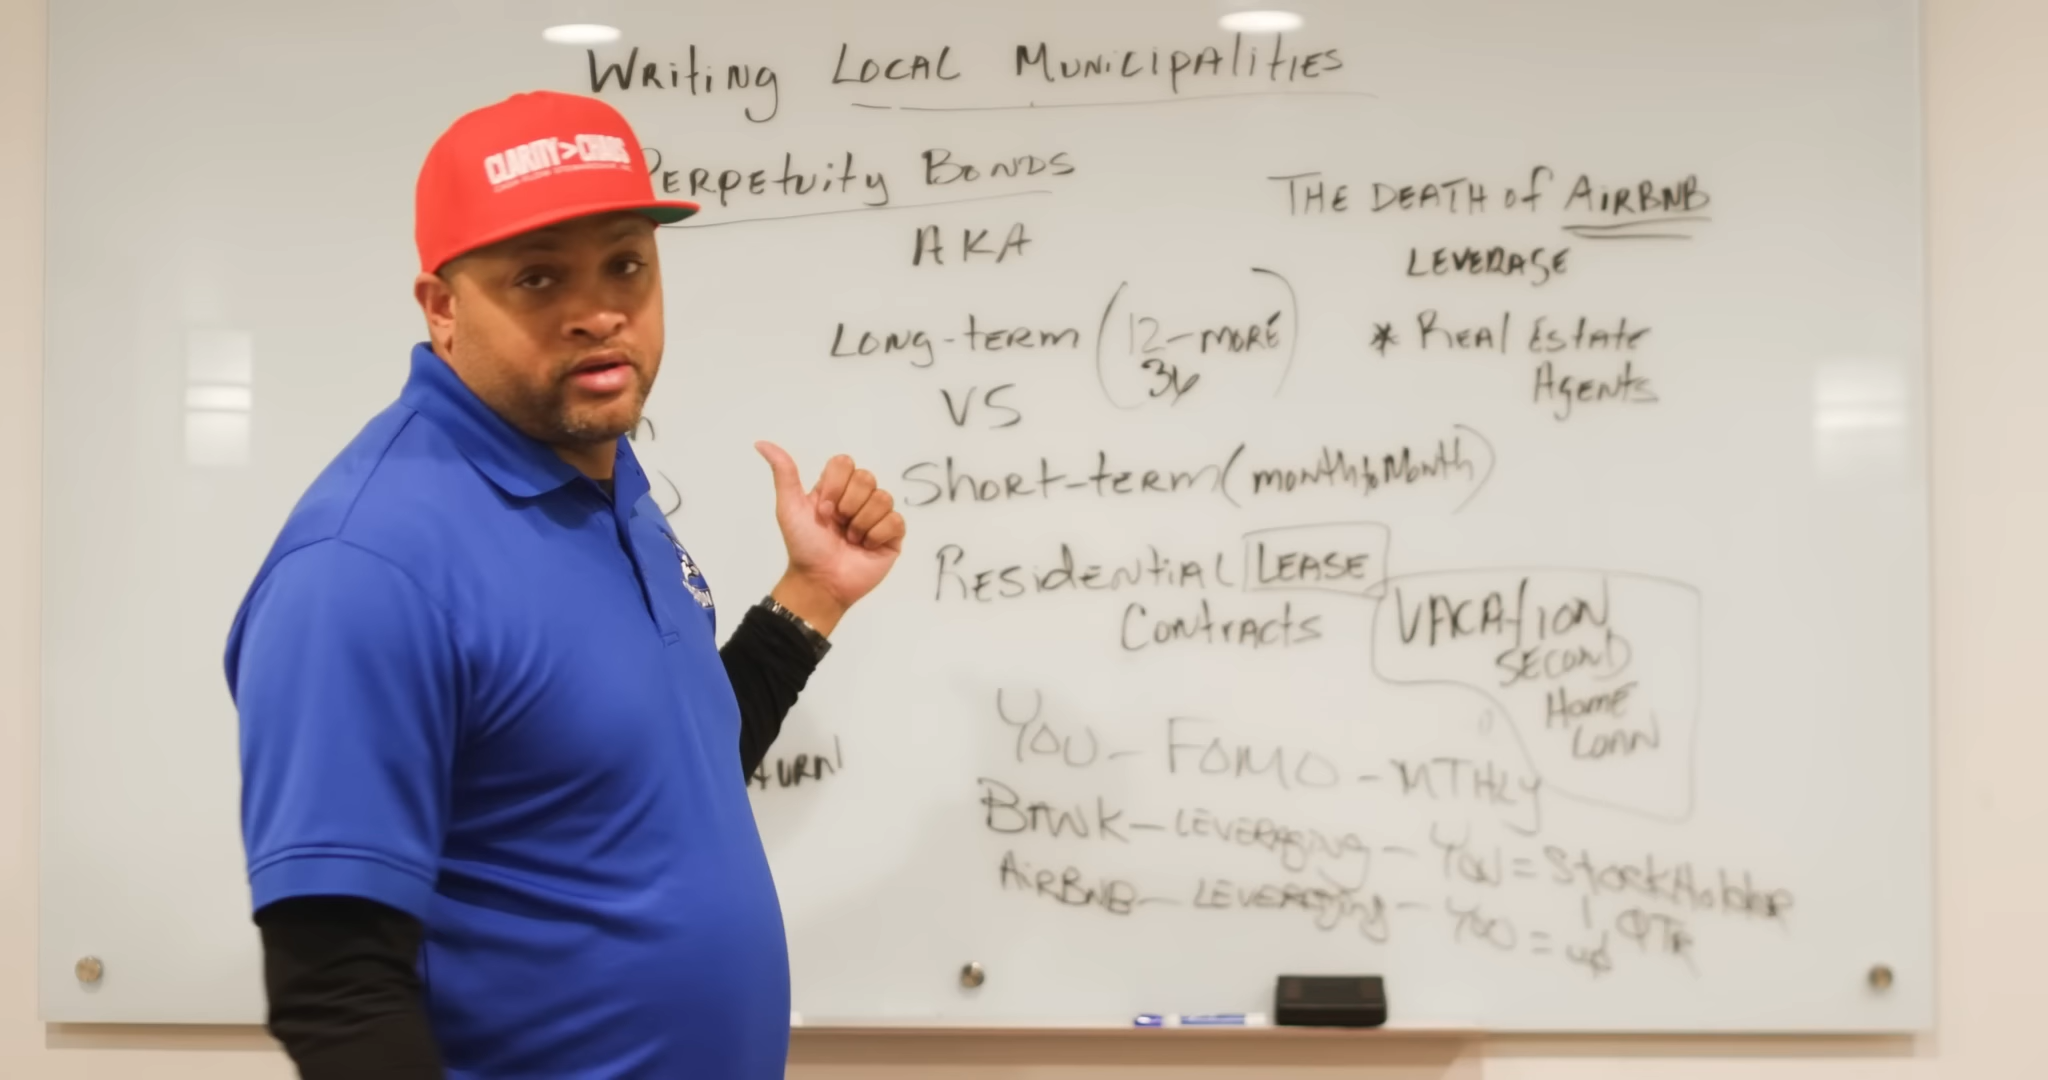 Writing Local Municipalities
Perpetuity Bonds
AKA
Long-term (12-more)
36
VS
Short-term (month to Month)
Residential Lease
Contracts
The Death of AirBNB
Leverage
* Real Estate
Agents
Vacation
Second
Home
Loan
You - FOMO - MTHLY
Bank - Leveraging - You = StockHolder
AirBNB - Leveraging - You =
QTR
CLARITY>CHAOS